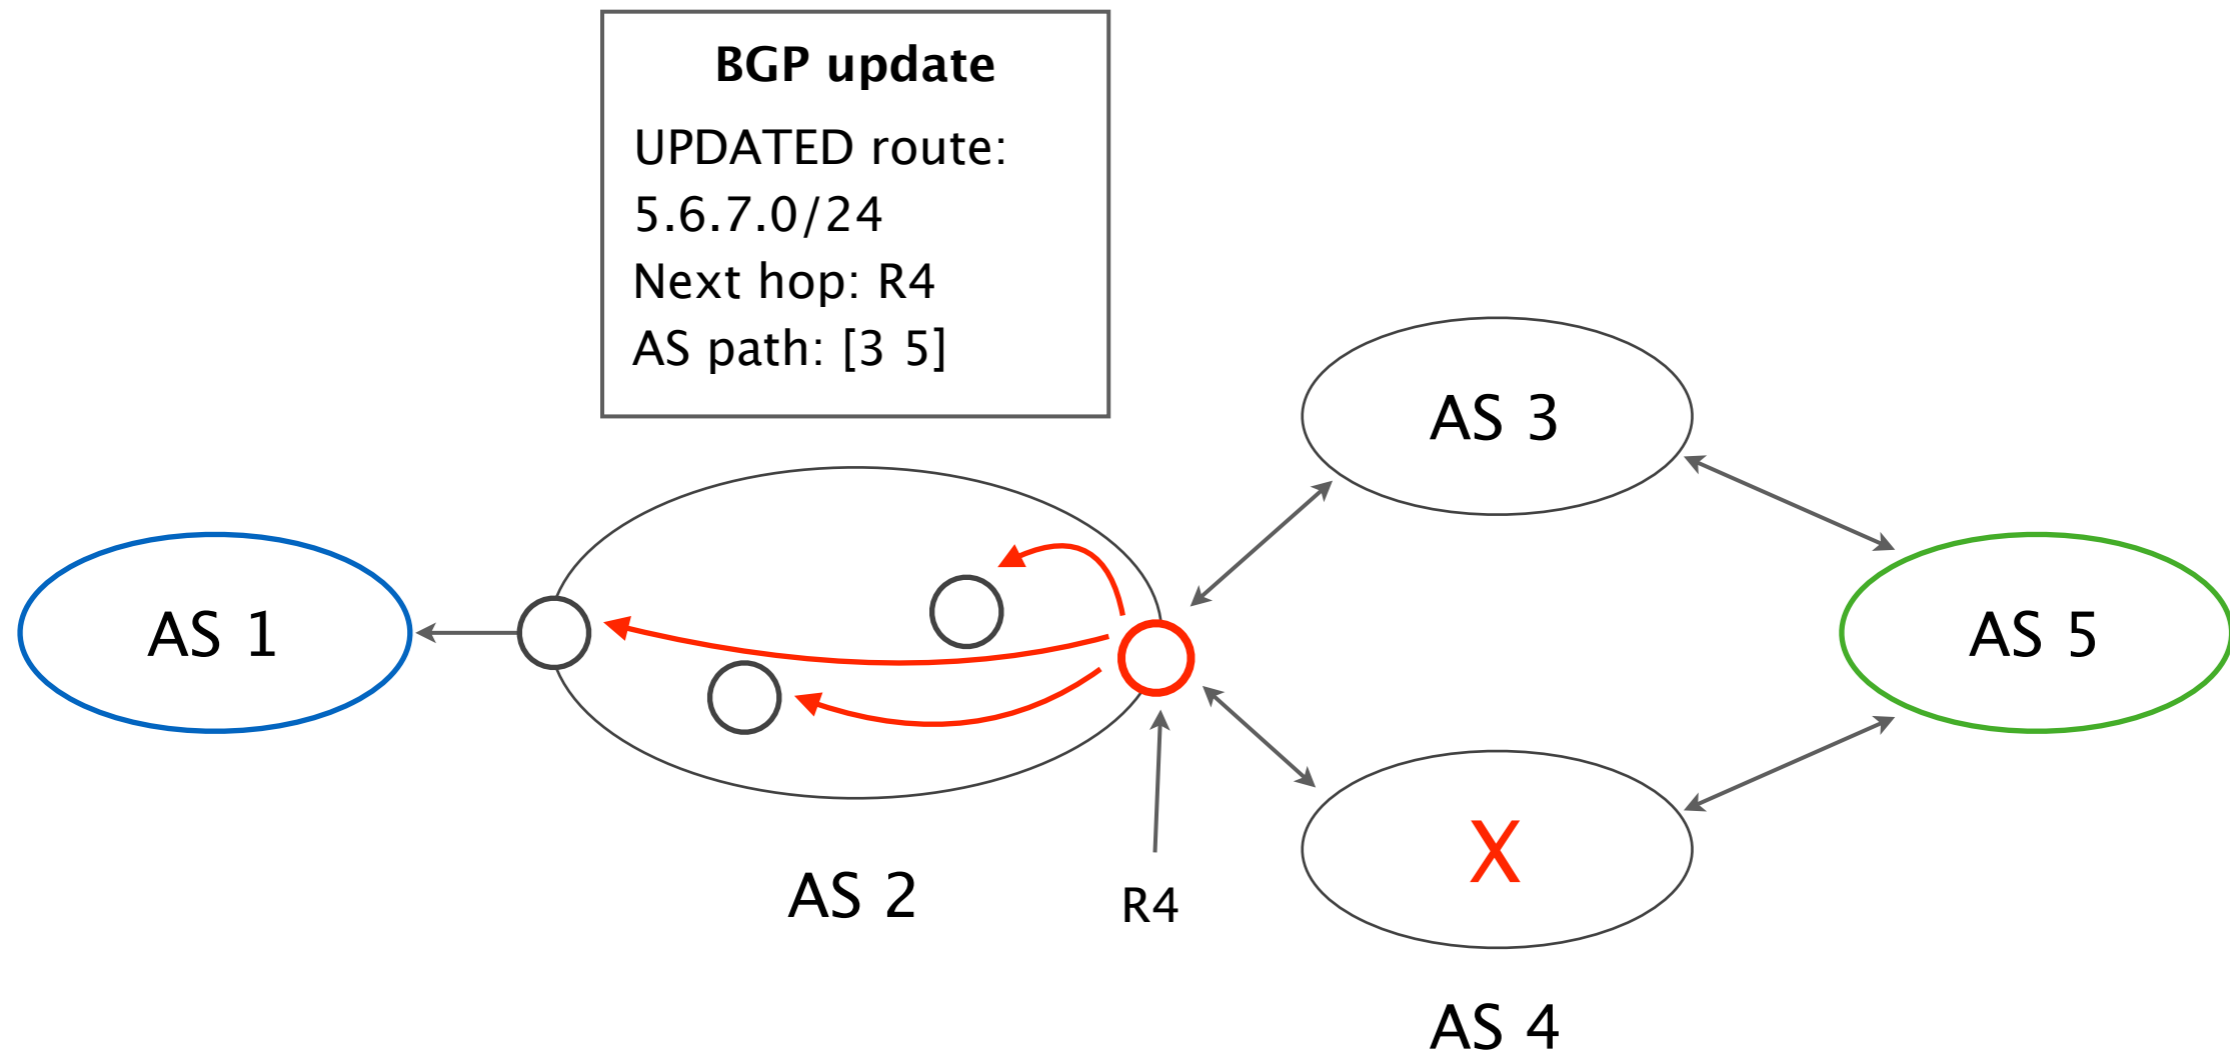 BGP update
UPDATED route:
5.6.7.0/24
Next hop: R4
AS path: [3 5]
AS 3
AS 1
AS 5
X
AS 2
R4
AS 4